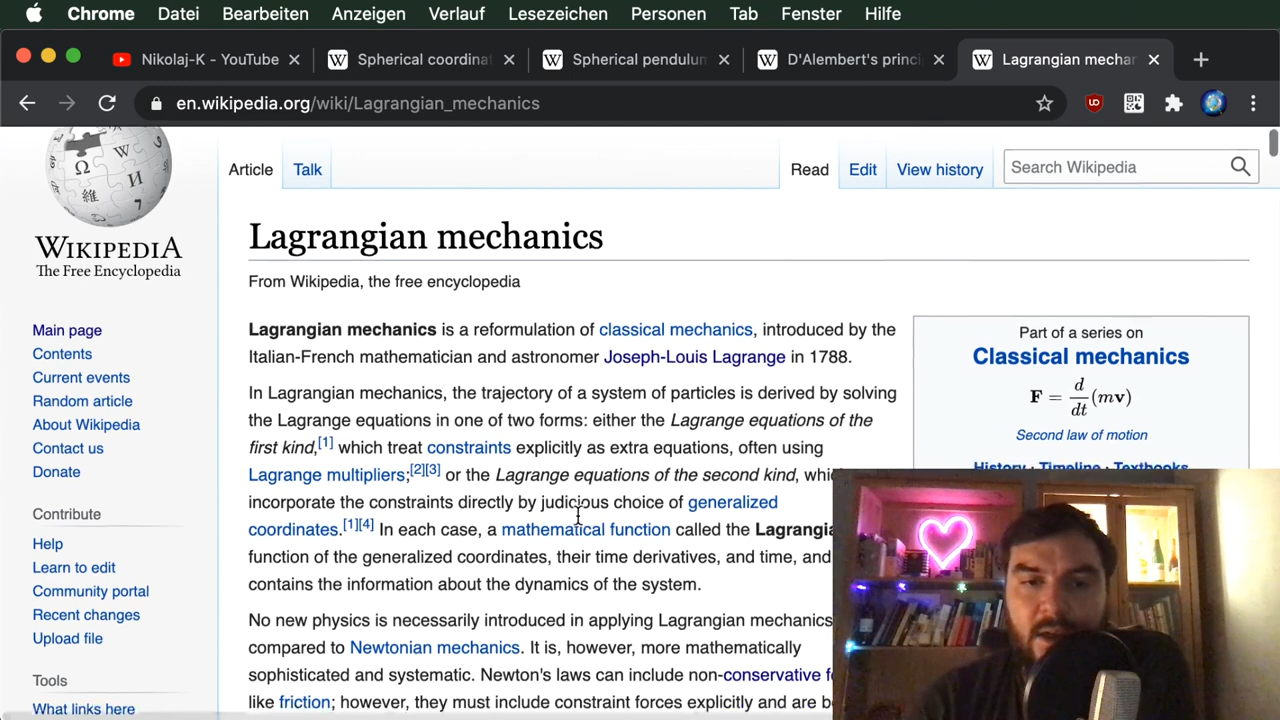 Chrome Datei Bearbeiten Anzeigen Verlauf Lesezeichen Personen Tab Fenster Hilfe
Nikolaj-K - YouTube
Spherical coordinat
Spherical pendulum
D'Alembert's princi
Lagrangian mechan
en.wikipedia.org/wiki/Lagrangian_mechanics
WIKIPEDIA
The Free Encyclopedia
Main page
Contents
Current events
Random article
About Wikipedia
Contact us
Donate
Contribute
Help
Learn to edit
Community portal
Recent changes
Upload file
Tools
What links here
Article Talk
Read Edit View history
Search Wikipedia
Lagrangian mechanics
From Wikipedia, the free encyclopedia
Lagrangian mechanics is a reformulation of classical mechanics, introduced by the
Italian-French mathematician and astronomer Joseph-Louis Lagrange in 1788.
In Lagrangian mechanics, the trajectory of a system of particles is derived by solving
the Lagrange equations in one of two forms: either the Lagrange equations of the
first kind,[1] which treat constraints explicitly as extra equations, often using
Lagrange multipliers;[2][3] or the Lagrange equations of the second kind, whi
incorporate the constraints directly by judicious choice of generalized
coordinates.[1][4] In each case, a mathematical function called the Lagrangia
function of the generalized coordinates, their time derivatives, and time, and
contains the information about the dynamics of the system.
No new physics is necessarily introduced in applying Lagrangian mechanics
compared to Newtonian mechanics. It is, however, more mathematically
sophisticated and systematic. Newton's laws can include non-conservative f
like friction; however, they must include constraint forces explicitly and are b
Part of a series on
Classical mechanics
F = d/dt (mv)
Second law of motion
History · Timeline · Textbooks